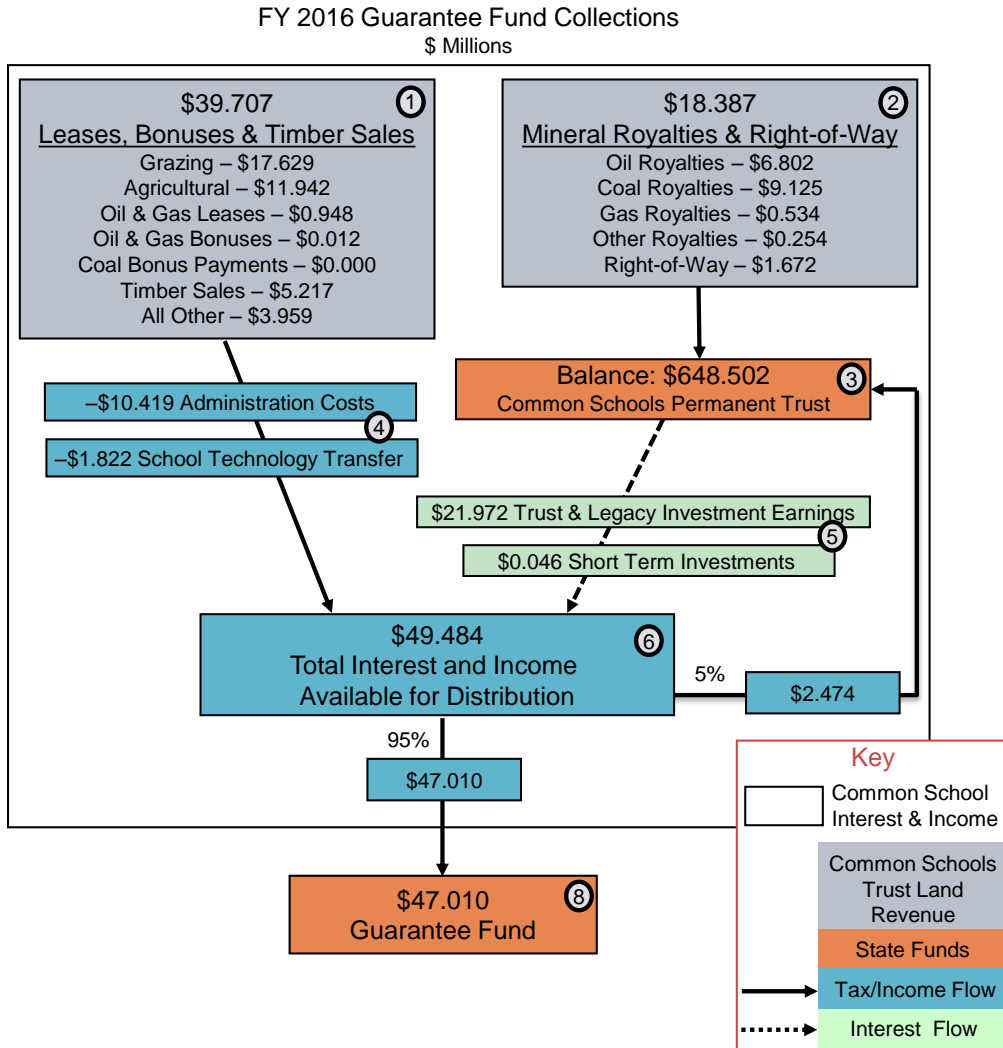 FY 2016 Guarantee Fund Collections
$ Millions
$39.707
1
Leases, Bonuses & Timber Sales
Grazing – $17.629
Agricultural – $11.942
Oil & Gas Leases – $0.948
Oil & Gas Bonuses – $0.012
Coal Bonus Payments – $0.000
Timber Sales – $5.217
All Other – $3.959
$18.387
2
Mineral Royalties & Right-of-Way
Oil Royalties – $6.802
Coal Royalties – $9.125
Gas Royalties – $0.534
Other Royalties – $0.254
Right-of-Way – $1.672
Balance: $648.502
3
Common Schools Permanent Trust
–$10.419 Administration Costs
4
–$1.822 School Technology Transfer
$21.972 Trust & Legacy Investment Earnings
5
$0.046 Short Term Investments
$49.484
6
Total Interest and Income
Available for Distribution
5%
$2.474
95%
$47.010
$47.010
8
Guarantee Fund
Key
Common School
Interest & Income
Common Schools
Trust Land
Revenue
State Funds
Tax/Income Flow
Interest Flow